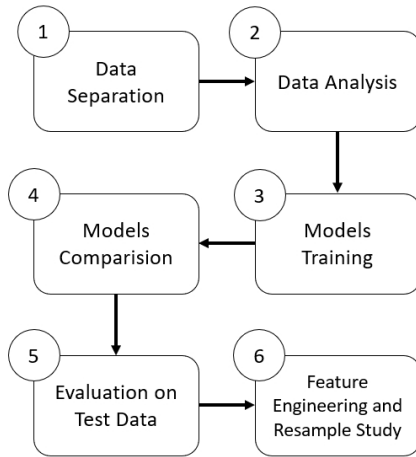 1
Data
Separation
2
Data Analysis
3
Models
Training
4
Models
Comparision
5
Evaluation on
Test Data
6
Feature
Engineering and
Resample Study